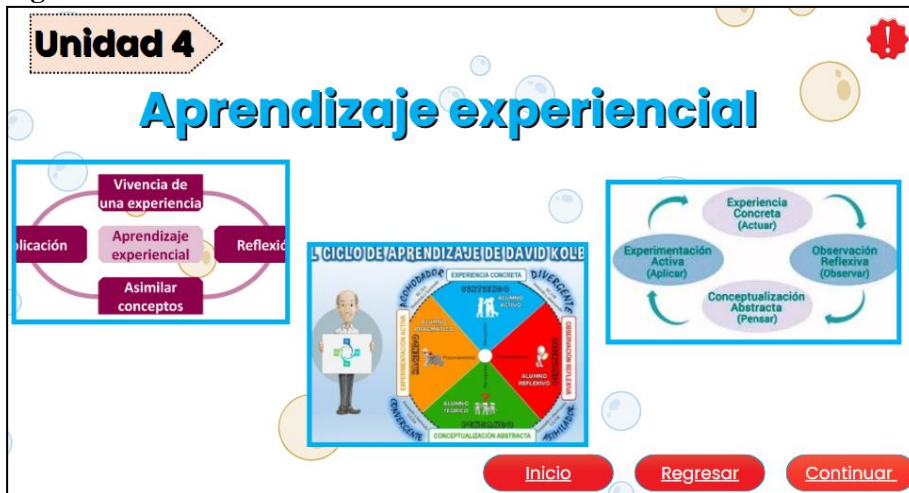 Unidad 4
!
Aprendizaje experiencial
Vivencia de
una experiencia
plicación
Aprendizaje
experiencial
Reflexió
Asimilar
conceptos
L CICLO DE APRENDIZAJE DE DAVID KOLB
ACOMODADOR
EXPERIENCIA CONCRETA
DIVERGENTE
SINTIENDO
ALUMNO
ACTIVO
ALUMNO
PRAGMÁTICO
EXPERIMENTACIÓN ACTIVA
OBSERVACIÓN REFLEXIVA
ALUMNO
REFLEXIVO
ALUMNO
TEÓRICO
CONVERGENTE
PENSANDO
ASIMILADOR
CONCEPTUALIZACIÓN ABSTRACTA
Experiencia
Concreta
(Actuar)
Experimentación
Activa
(Aplicar)
Observación
Reflexiva
(Observar)
Conceptualización
Abstracta
(Pensar)
Inicio
Regresar
Continuar